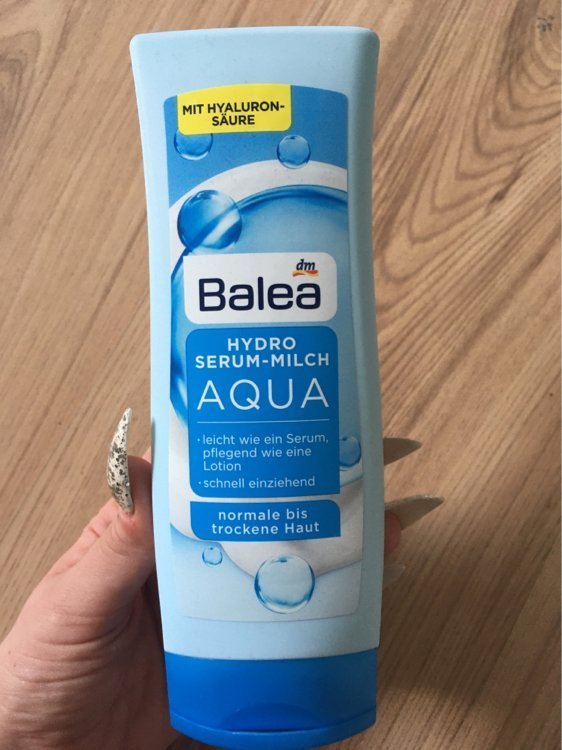 MIT HYALURON-
SÄURE
dm
Balea
HYDRO
SERUM-MILCH
AQUA
· leicht wie ein Serum,
pflegend wie eine
Lotion
· schnell einziehend
normale bis
trockene Haut